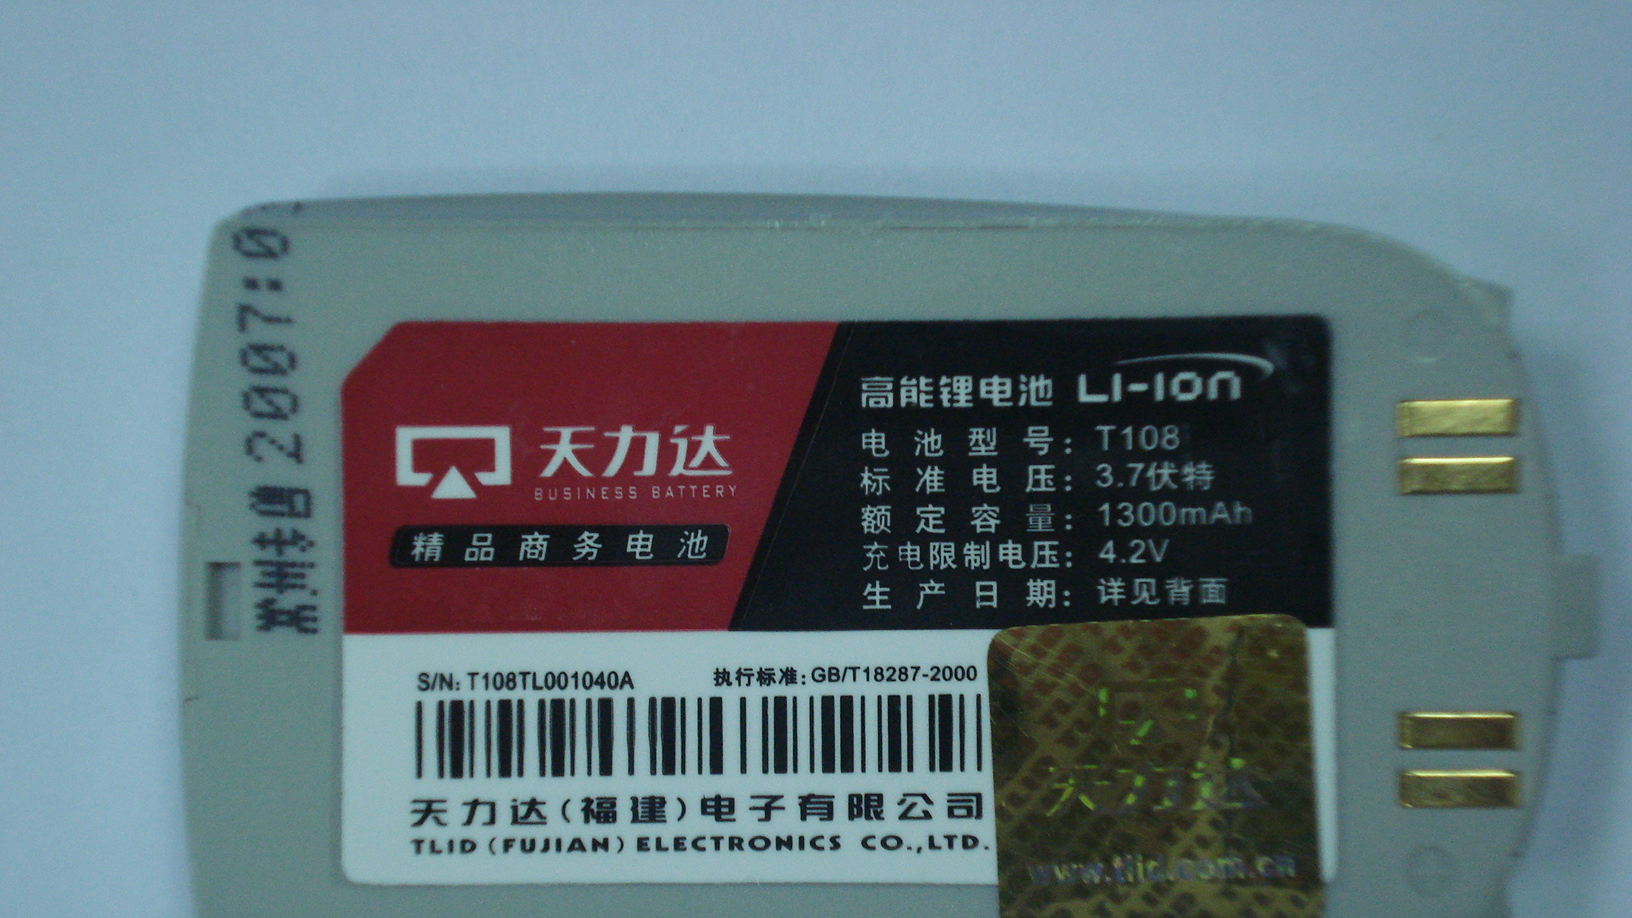 天力达
BUSINESS BATTERY
精品商务电池
高能锂电池 LI-ION
电池型号：T108
标准电压：3.7伏特
额定容量：1300mAh
充电限制电压：4.2V
生产日期：详见背面
S/N: T108TL001040A 执行标准：GB/T18287-2000
天力达（福建）电子有限公司
TLID (FUJIAN) ELECTRONICS CO.,LTD.
天力达
www.tlid.com.cn
2007:0